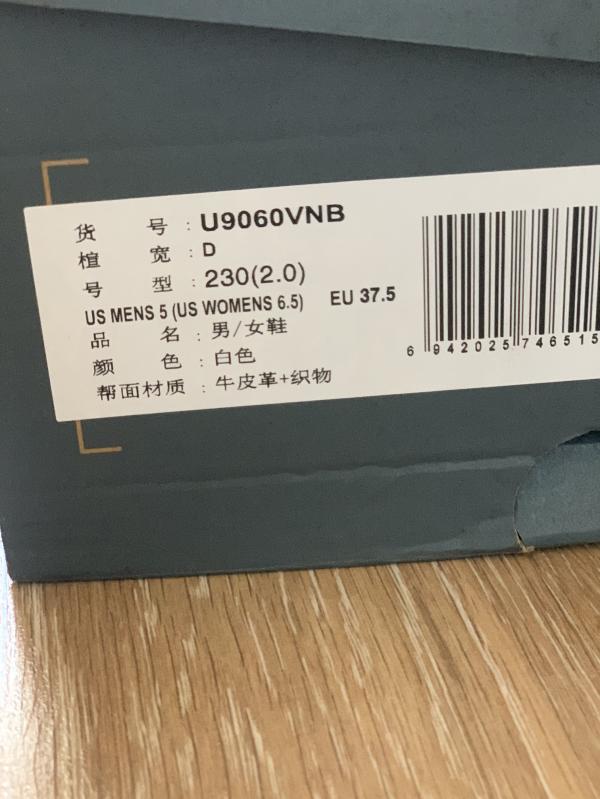 货 号 : U9060VNB
楦 宽 : D
号 型 : 230(2.0)
US MENS 5 (US WOMENS 6.5) EU 37.5
品 名 : 男/女鞋
颜 色 : 白色
帮面材质 : 牛皮革+织物
6 942025 746515